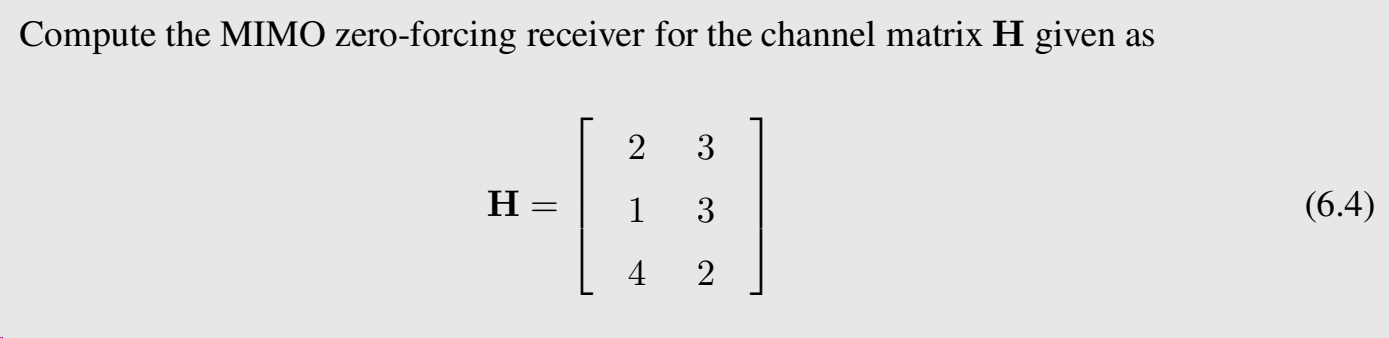 Compute the MIMO zero-forcing receiver for the channel matrix H given as
H = [ 2 3
1 3
4 2 ] (6.4)